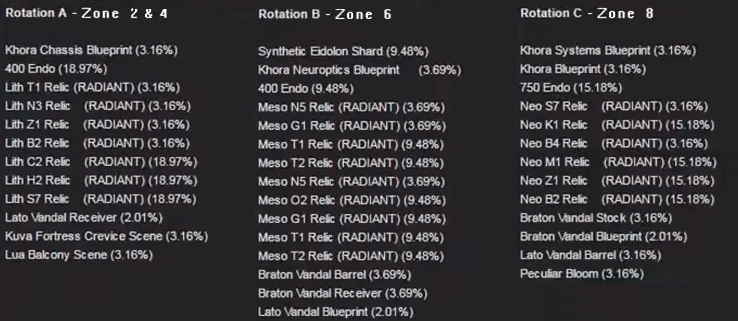 Rotation A - Zone 2 & 4
Khora Chassis Blueprint (3.16%)
400 Endo (18.97%)
Lith T1 Relic (RADIANT) (3.16%)
Lith N3 Relic (RADIANT) (3.16%)
Lith Z1 Relic (RADIANT) (3.16%)
Lith B2 Relic (RADIANT) (3.16%)
Lith C2 Relic (RADIANT) (18.97%)
Lith H2 Relic (RADIANT) (18.97%)
Lith S7 Relic (RADIANT) (18.97%)
Lato Vandal Receiver (2.01%)
Kuva Fortress Crevice Scene (3.16%)
Lua Balcony Scene (3.16%)
Rotation B - Zone 6
Synthetic Eidolon Shard (9.48%)
Khora Neuroptics Blueprint (3.69%)
400 Endo (9.48%)
Meso N5 Relic (RADIANT) (3.69%)
Meso G1 Relic (RADIANT) (3.69%)
Meso T1 Relic (RADIANT) (9.48%)
Meso T2 Relic (RADIANT) (9.48%)
Meso N5 Relic (RADIANT) (3.69%)
Meso O2 Relic (RADIANT) (9.48%)
Meso G1 Relic (RADIANT) (9.48%)
Meso T1 Relic (RADIANT) (9.48%)
Meso T2 Relic (RADIANT) (9.48%)
Braton Vandal Barrel (3.69%)
Braton Vandal Receiver (3.69%)
Lato Vandal Blueprint (2.01%)
Rotation C - Zone 8
Khora Systems Blueprint (3.16%)
Khora Blueprint (3.16%)
750 Endo (15.18%)
Neo S7 Relic (RADIANT) (3.16%)
Neo K1 Relic (RADIANT) (15.18%)
Neo B4 Relic (RADIANT) (3.16%)
Neo M1 Relic (RADIANT) (15.18%)
Neo Z1 Relic (RADIANT) (15.18%)
Neo B2 Relic (RADIANT) (15.18%)
Braton Vandal Stock (3.16%)
Braton Vandal Blueprint (2.01%)
Lato Vandal Barrel (3.16%)
Peculiar Bloom (3.16%)